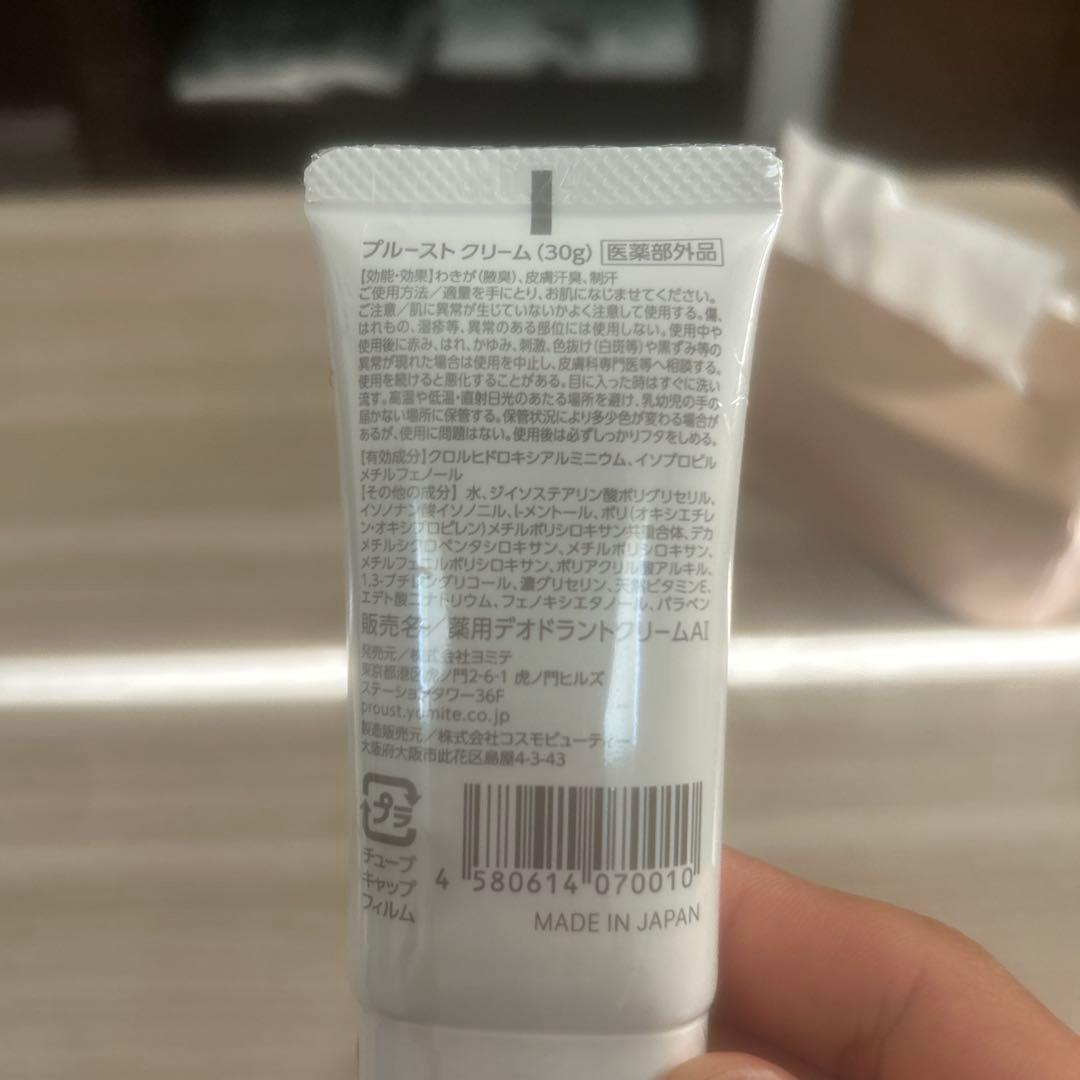 プルースト クリーム(30g) 医薬部外品
【効能・効果】わきが(腋臭)、皮膚汗臭、制汗
ご使用方法/適量を手にとり、お肌になじませてください。
ご注意/肌に異常が生じていないかよく注意して使用する。傷、
はれもの、湿疹等、異常のある部位には使用しない。使用中や
使用後に赤み、はれ、かゆみ、刺激、色抜け(白斑等)や黒ずみ等の
異常が現れた場合は使用を中止し、皮膚科専門医等へ相談する。
使用を続けると悪化することがある。目に入った時はすぐに洗い
流す。高温や低温・直射日光のあたる場所を避け、乳幼児の手の
届かない場所に保管する。保管状況により多少色が変わる場合が
あるが、使用に問題はない。使用後は必ずしっかりフタをしめる。
【有効成分】クロルヒドロキシアルミニウム、イソプロピル
メチルフェノール
【その他の成分】 水、ジイソステアリン酸ポリグリセリル、
イソノナン酸イソノニル、l-メントール、ポリ(オキシエチレ
ン・オキシプロピレン)メチルポリシロキサン共重合体、デカ
メチルシクロペンタシロキサン、メチルポリシロキサン、
メチルフェニルポリシロキサン、ポリアクリル酸アルキル、
1,3-ブチレングリコール、濃グリセリン、天然ビタミンE、
エデト酸二ナトリウム、フェノキシエタノール、パラベン
販売名/薬用デオドラントクリームAI
発売元/株式会社ヨミテ
東京都港区虎ノ門2-6-1 虎ノ門ヒルズ
ステーションタワー36F
proust.yomite.co.jp
製造販売元/株式会社コスモビューティー
大阪府大阪市此花区島屋4-3-43
プラ
チューブ
キャップ
フィルム
4 580614 070010
MADE IN JAPAN